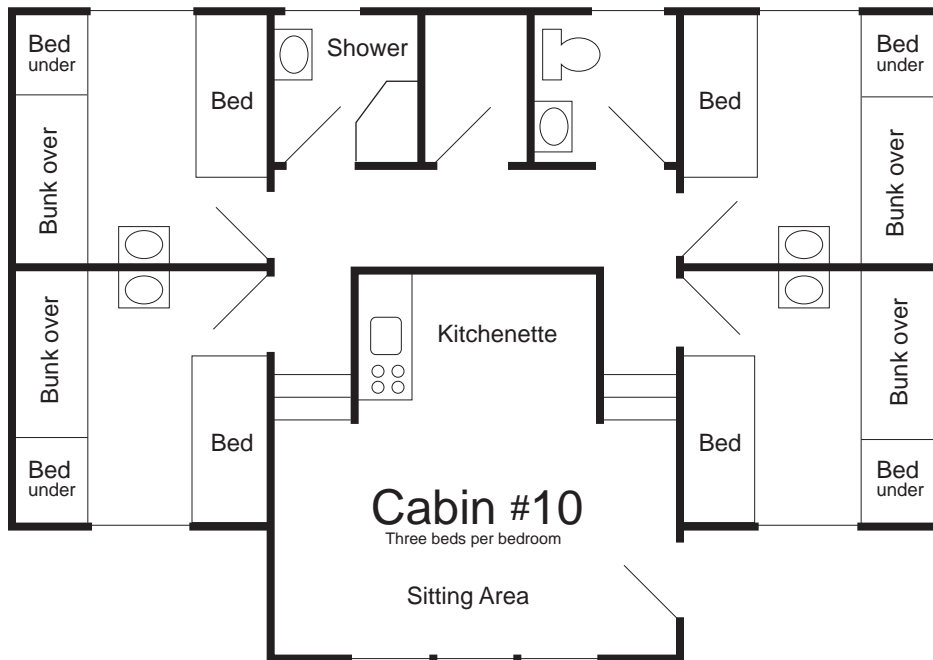 Bed
under
Bunk over
Bed
Shower
Bed
Bed
under
Bunk over
Bunk over
Bed
under
Bed
Kitchenette
Bed
Bunk over
Bed
under
Cabin #10
Three beds per bedroom
Sitting Area